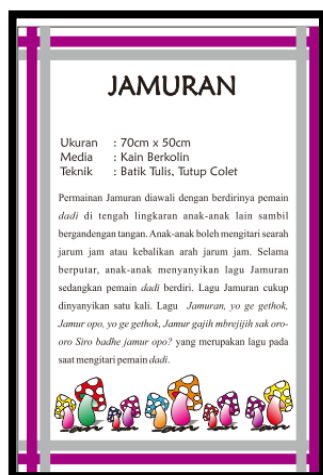 JAMURAN
Ukuran : 70cm x 50cm
Media : Kain Berkolin
Teknik : Batik Tulis, Tutup Colet
Permainan Jamuran diawali dengan berdirinya pemain
dadi di tengah lingkaran anak-anak lain sambil
bergandengan tangan. Anak-anak boleh mengitari searah
jarum jam atau kebalikan arah jarum jam. Selama
berputar, anak-anak menyanyikan lagu Jamuran
sedangkan pemain dadi berdiri. Lagu Jamuran cukup
dinyanyikan satu kali. Lagu Jamuran, yo ge gethok,
Jamur opo, yo ge gethok, Jamur gajih mbrejijih sak oro-
oro Siro badhe jamur opo? yang merupakan lagu pada
saat mengitari pemain dadi.